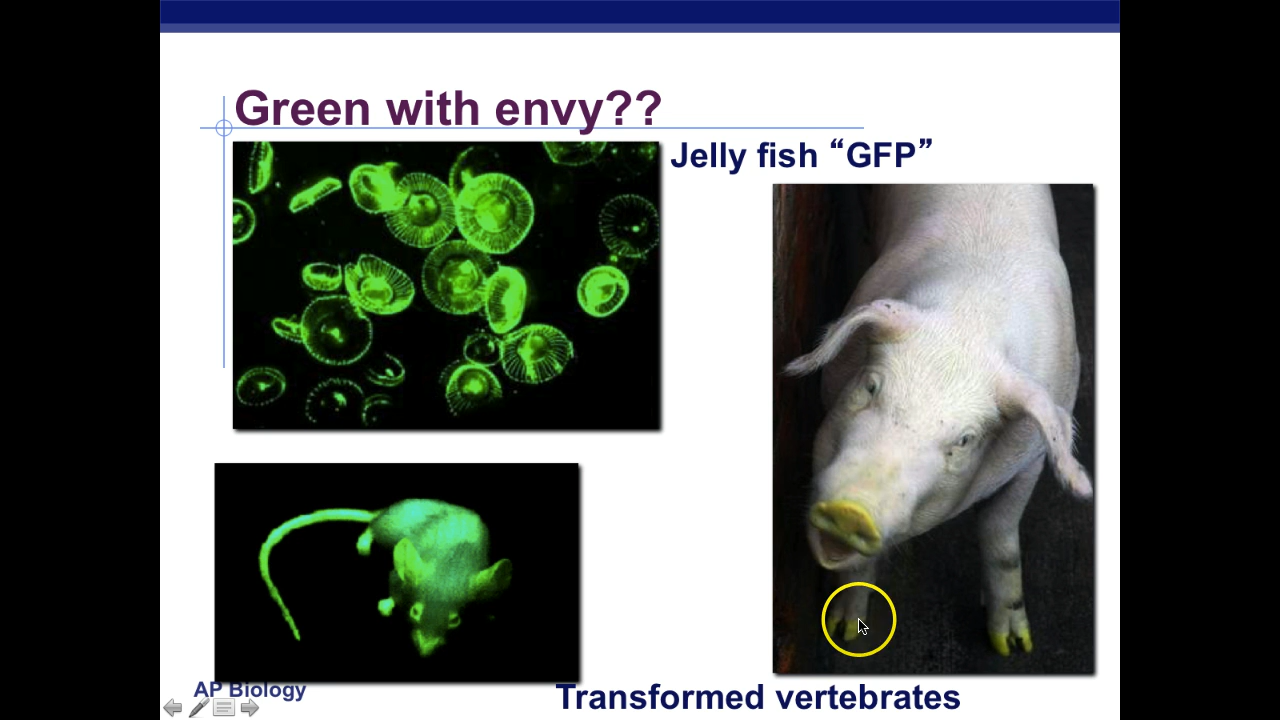 Green with envy??
Jelly fish “GFP”
AP Biology
Transformed vertebrates